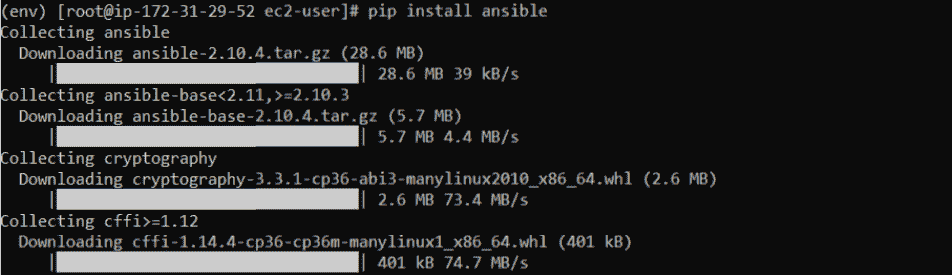 (env) [root@ip-172-31-29-52 ec2-user]# pip install ansible
Collecting ansible
  Downloading ansible-2.10.4.tar.gz (28.6 MB)
     |████████████████████████████████| 28.6 MB 39 kB/s
Collecting ansible-base<2.11,>=2.10.3
  Downloading ansible-base-2.10.4.tar.gz (5.7 MB)
     |████████████████████████████████| 5.7 MB 4.4 MB/s
Collecting cryptography
  Downloading cryptography-3.3.1-cp36-abi3-manylinux2010_x86_64.whl (2.6 MB)
     |████████████████████████████████| 2.6 MB 73.4 MB/s
Collecting cffi>=1.12
  Downloading cffi-1.14.4-cp36-cp36m-manylinux1_x86_64.whl (401 kB)
     |████████████████████████████████| 401 kB 74.7 MB/s